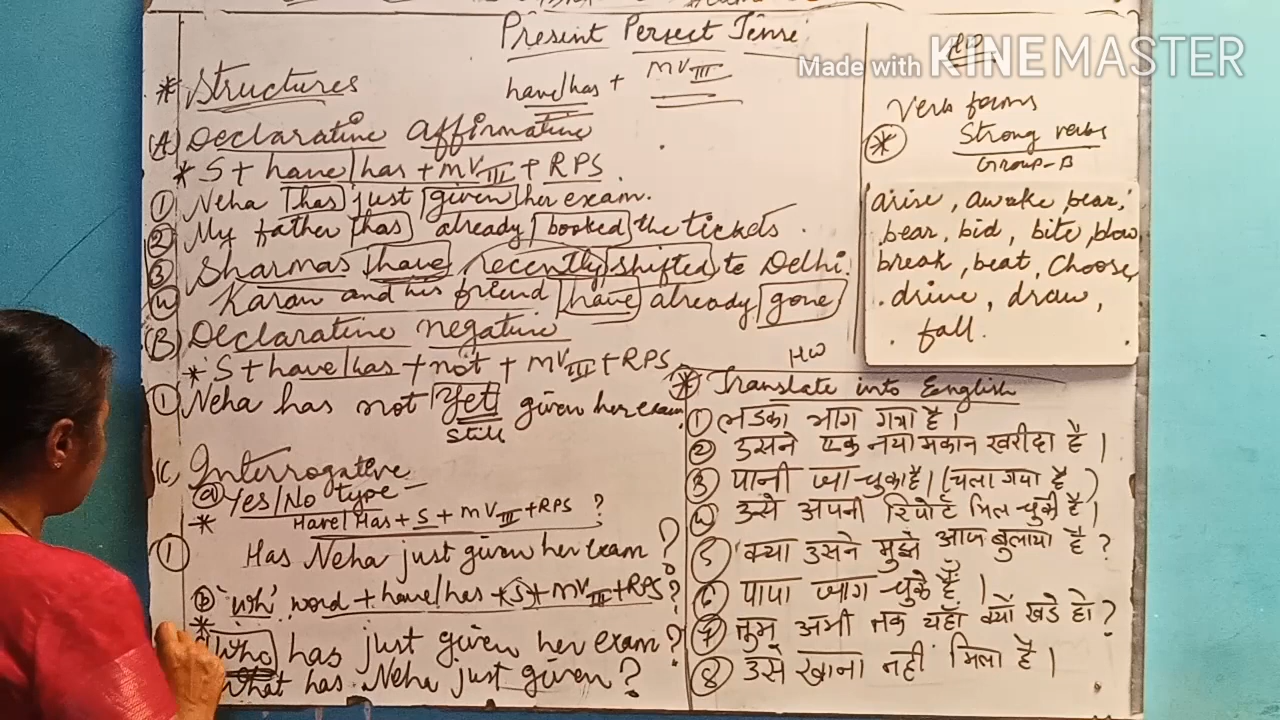 Present Perfect Tense
* Structures
have/has + MV III
(A) Declarative affirmative
* S + have/has + MV III + RPS
① Neha has just given her exam.
② My father has already booked the tickets.
③ Sharmas have recently shifted to Delhi.
④ Karan and his friend have already gone
(B) Declarative negative
* S + have/has + not + MV III + RPS
① Neha has not yet given her exam
still
(C Interrogative
ⓐ Yes/No type –
* Have/Has + S + MV III + RPS ?
① Has Neha just given her exam ?
ⓑ 'wh' word + have/has + (S) + MV III + RPS ?
*
Who has just given her exam ?
What has Neha just given ?
Made with KINEMASTER
Verb forms
* Strong verbs
Group-B
arise, awake, bear,
bear, bid, bite, blow
break, beat, choose,
drive, draw,
fall.
HW
* Translate into English
① लडका भाग गया है।
② उसने एक नया मकान खरीदा है।
③ पानी जा चुका है। (चला गया है)
④ उसे अपनी रिपोर्ट मिल चुकी है।
⑤ क्या उसने मुझे आज बुलाया है ?
⑥ पापा जाग चुके हैं।
⑦ तुम अभी तक यहाँ क्यों खडे हो ?
⑧ उसे खाना नहीं मिला है।